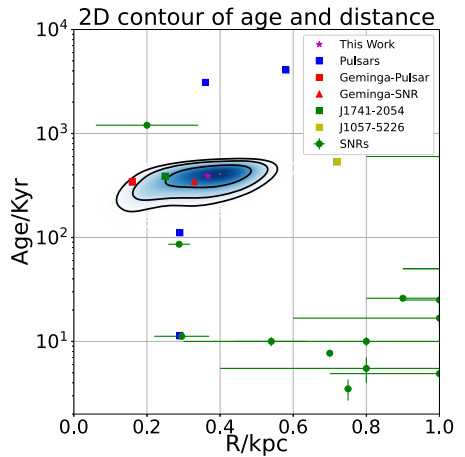 2D contour of age and distance
10^4
10^3
10^2
10^1
Age/Kyr
This Work
Pulsars
Geminga-Pulsar
Geminga-SNR
J1741-2054
J1057-5226
SNRs
0.0 0.2 0.4 0.6 0.8 1.0
R/kpc